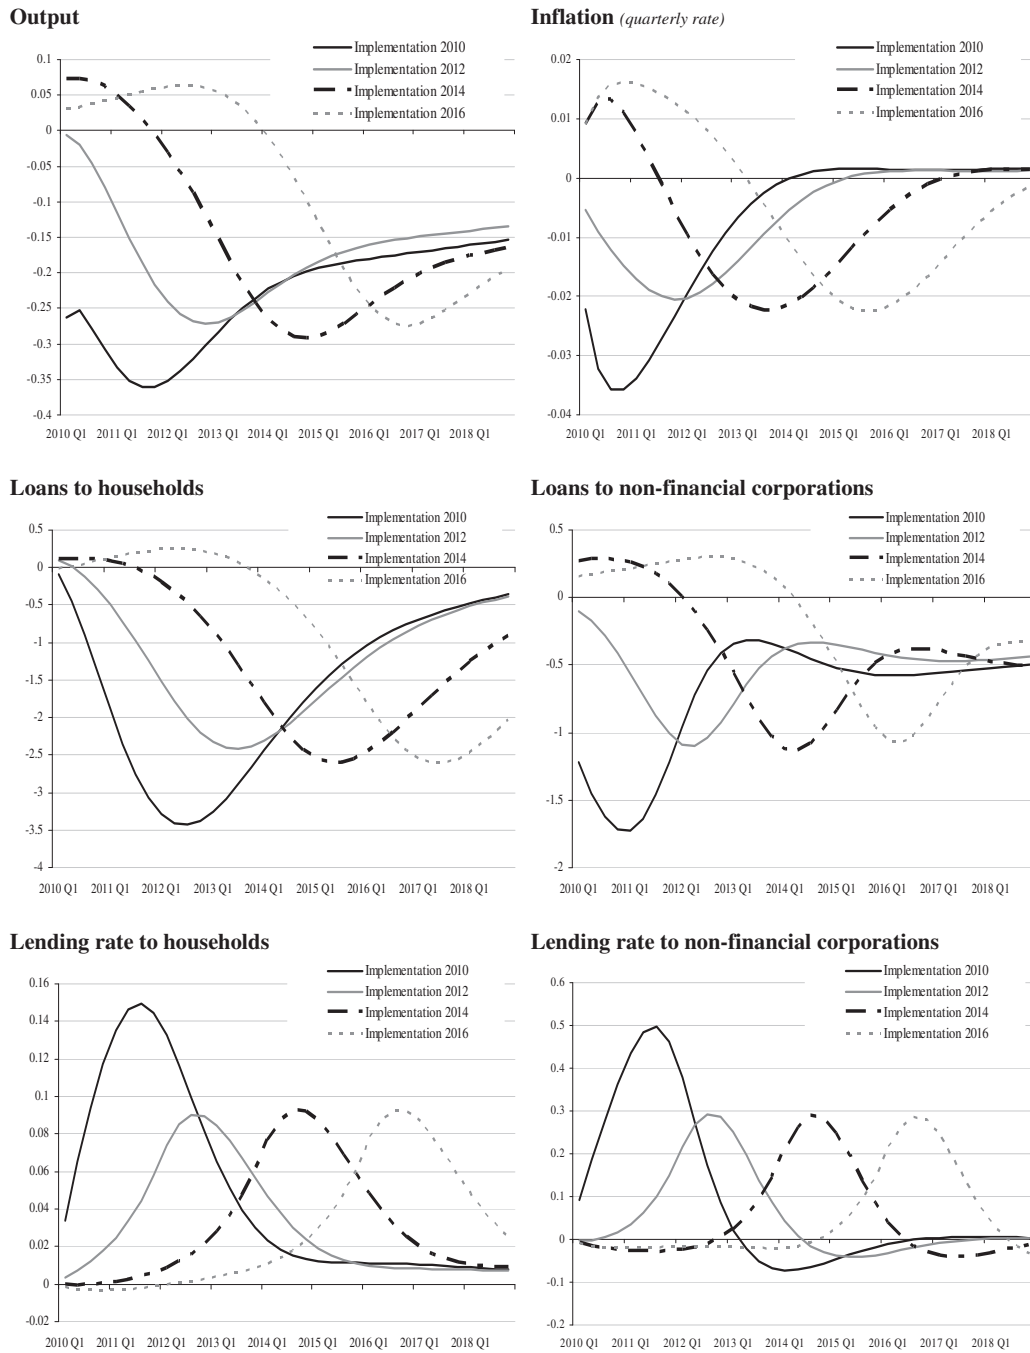 Output
Implementation 2010
Implementation 2012
Implementation 2014
Implementation 2016
0.1
0.05
0
-0.05
-0.1
-0.15
-0.2
-0.25
-0.3
-0.35
-0.4
2010 Q1 2011 Q1 2012 Q1 2013 Q1 2014 Q1 2015 Q1 2016 Q1 2017 Q1 2018 Q1
Inflation (quarterly rate)
Implementation 2010
Implementation 2012
Implementation 2014
Implementation 2016
0.02
0.01
0
-0.01
-0.02
-0.03
-0.04
2010 Q1 2011 Q1 2012 Q1 2013 Q1 2014 Q1 2015 Q1 2016 Q1 2017 Q1 2018 Q1
Loans to households
Implementation 2010
Implementation 2012
Implementation 2014
Implementation 2016
0.5
0
-0.5
-1
-1.5
-2
-2.5
-3
-3.5
-4
2010 Q1 2011 Q1 2012 Q1 2013 Q1 2014 Q1 2015 Q1 2016 Q1 2017 Q1 2018 Q1
Loans to non-financial corporations
Implementation 2010
Implementation 2012
Implementation 2014
Implementation 2016
0.5
0
-0.5
-1
-1.5
-2
2010 Q1 2011 Q1 2012 Q1 2013 Q1 2014 Q1 2015 Q1 2016 Q1 2017 Q1 2018 Q1
Lending rate to households
Implementation 2010
Implementation 2012
Implementation 2014
Implementation 2016
0.16
0.14
0.12
0.1
0.08
0.06
0.04
0.02
0
-0.02
2010 Q1 2011 Q1 2012 Q1 2013 Q1 2014 Q1 2015 Q1 2016 Q1 2017 Q1 2018 Q1
Lending rate to non-financial corporations
Implementation 2010
Implementation 2012
Implementation 2014
Implementation 2016
0.6
0.5
0.4
0.3
0.2
0.1
0
-0.1
-0.2
2010 Q1 2011 Q1 2012 Q1 2013 Q1 2014 Q1 2015 Q1 2016 Q1 2017 Q1 2018 Q1